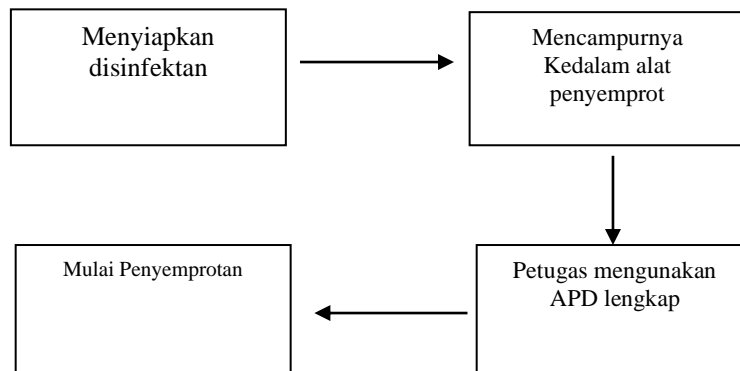 Menyiapkan
disinfektan
Mencampurnya
Kedalam alat
penyemprot
Petugas mengunakan
APD lengkap
Mulai Penyemprotan